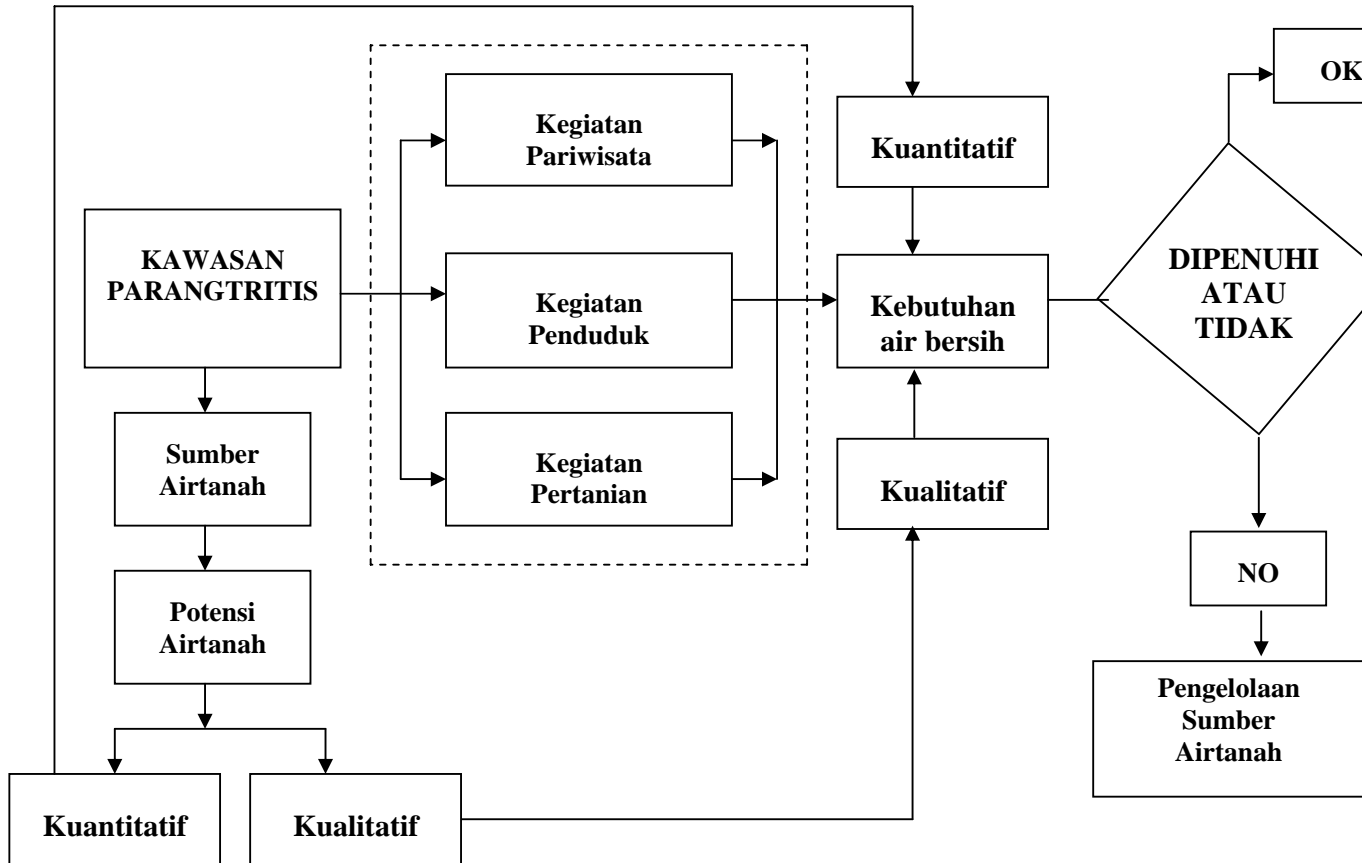 OK
Kegiatan
Pariwisata
Kuantitatif
KAWASAN
PARANGTRITIS
Kegiatan
Penduduk
Kebutuhan
air bersih
DIPENUHI
ATAU
TIDAK
Sumber
Airtanah
Kegiatan
Pertanian
Kualitatif
NO
Potensi
Airtanah
Pengelolaan
Sumber
Airtanah
Kuantitatif
Kualitatif